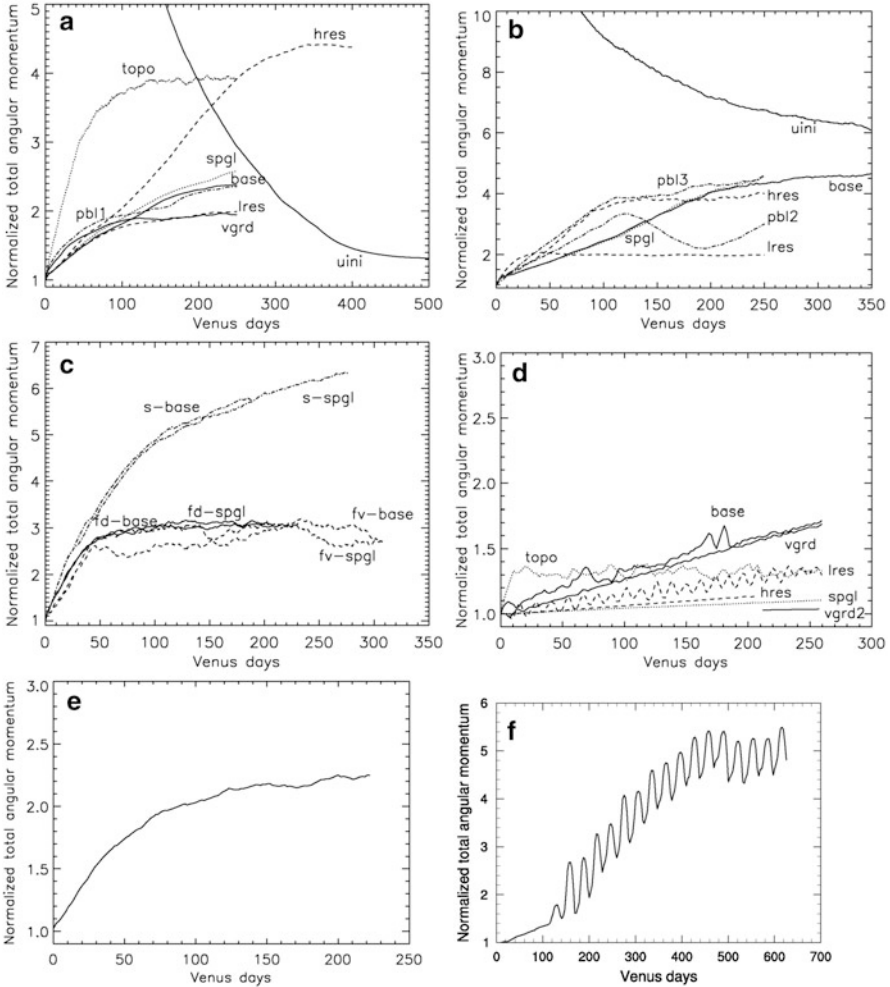 a
Normalized total angular momentum
5
4
3
2
1
0
100
200
300
400
500
Venus days
topo
hres
spgl
base
pbl1
lres
vgrd
uini
b
Normalized total angular momentum
10
8
6
4
2
0
50
100
150
200
250
300
350
Venus days
uini
base
pbl3
hres
pbl2
spgl
lres
c
Normalized total angular momentum
7
6
5
4
3
2
1
0
50
100
150
200
250
300
350
Venus days
s-base
s-spgl
fd-base
fd-spgl
fv-base
fv-spgl
d
Normalized total angular momentum
3.0
2.5
2.0
1.5
1.0
0
50
100
150
200
250
300
Venus days
base
vgrd
topo
lres
hres
spgl
vgrd2
e
Normalized total angular momentum
3.0
2.5
2.0
1.5
1.0
0
50
100
150
200
250
Venus days
f
Normalized total angular momentum
6
5
4
3
2
1
0
100
200
300
400
500
600
700
Venus days